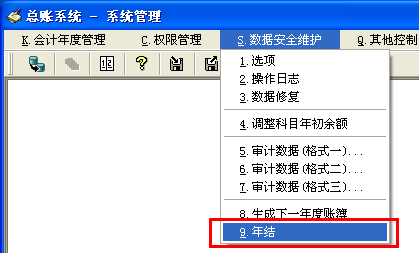 总账系统 - 系统管理
K.会计年度管理 C.权限管理 S.数据安全维护 Q.其他控制
1.选项
2.操作日志
3.数据修复
4.调整科目年初余额
5.审计数据(格式一)...
6.审计数据(格式二)...
7.审计数据(格式三)...
8.生成下一年度账簿
9.年结